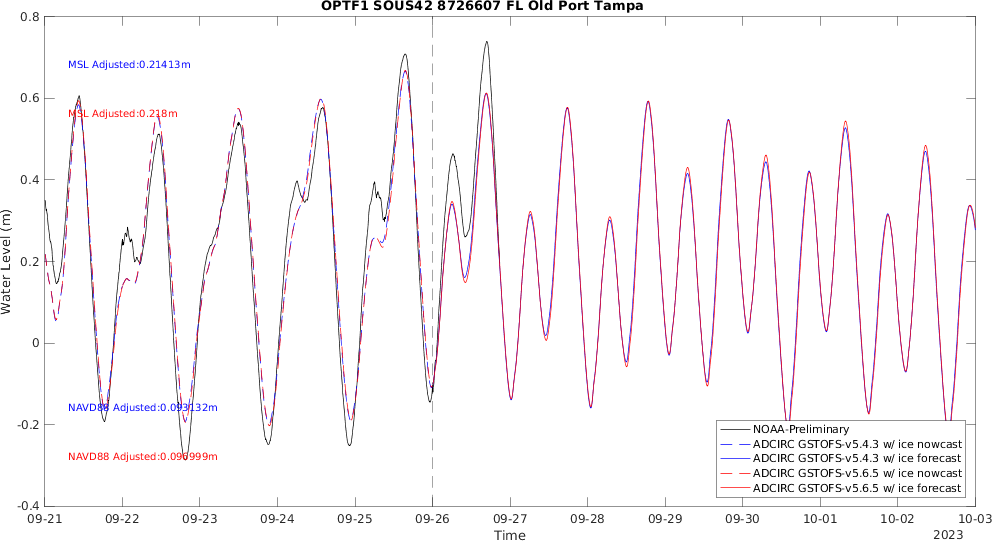 OPTF1 SOUS42 8726607 FL Old Port Tampa
0.8
MSL Adjusted:0.21413m
0.6
MSL Adjusted:0.218m
0.4
0.2
Water Level (m)
0
NAVD88 Adjusted:0.093132m
-0.2
NAVD88 Adjusted:0.096999m
-0.4
NOAA-Preliminary
ADCIRC GSTOFS-v5.4.3 w/ ice nowcast
ADCIRC GSTOFS-v5.4.3 w/ ice forecast
ADCIRC GSTOFS-v5.6.5 w/ ice nowcast
ADCIRC GSTOFS-v5.6.5 w/ ice forecast
09-21 09-22 09-23 09-24 09-25 09-26 09-27 09-28 09-29 09-30 10-01 10-02 10-03
Time
2023